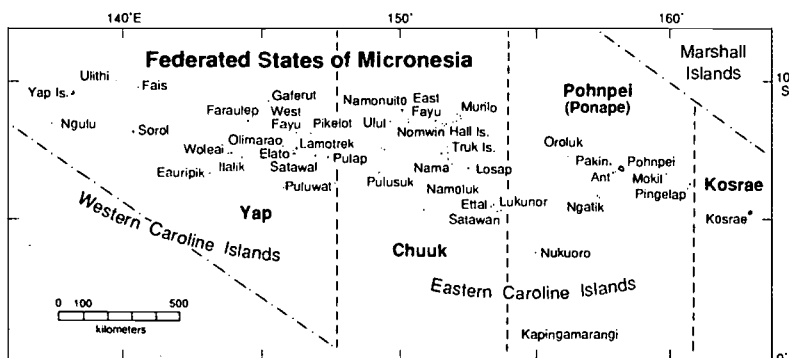 140°E
150°
160°
Federated States of Micronesia
Marshall
Islands
10
S
Ulithi
Fais
Yap Is.
Ngulu
Sorol
Gaferut
Faraulep
West
Fayu
Pikelot
Olimarao
Lamotrek
Woleai
Elato
Eauripik
Italik
Satawal
Pulap
Puluwat
Yap
Western Caroline Islands
Namonuito
East
Fayu
Murilo
Ulul
Nomwin
Hall Is.
Truk Is.
Nama
Losap
Pulusuk
Namoluk
Ettal
Lukunor
Satawan
Chuuk
Pohnpei
(Ponape)
Oroluk
Pakin
Pohnpei
Ant
Mokil
Pingelap
Ngatik
Nukuoro
Eastern Caroline Islands
Kapingamarangi
Kosrae
Kosrae
0 100 500
kilometers